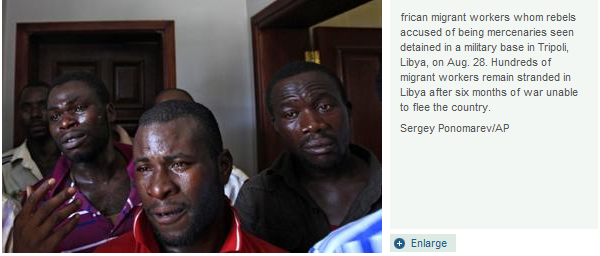 frican migrant workers whom rebels
accused of being mercenaries seen
detained in a military base in Tripoli,
Libya, on Aug. 28. Hundreds of
migrant workers remain stranded in
Libya after six months of war unable
to flee the country.
Sergey Ponomarev/AP
Enlarge